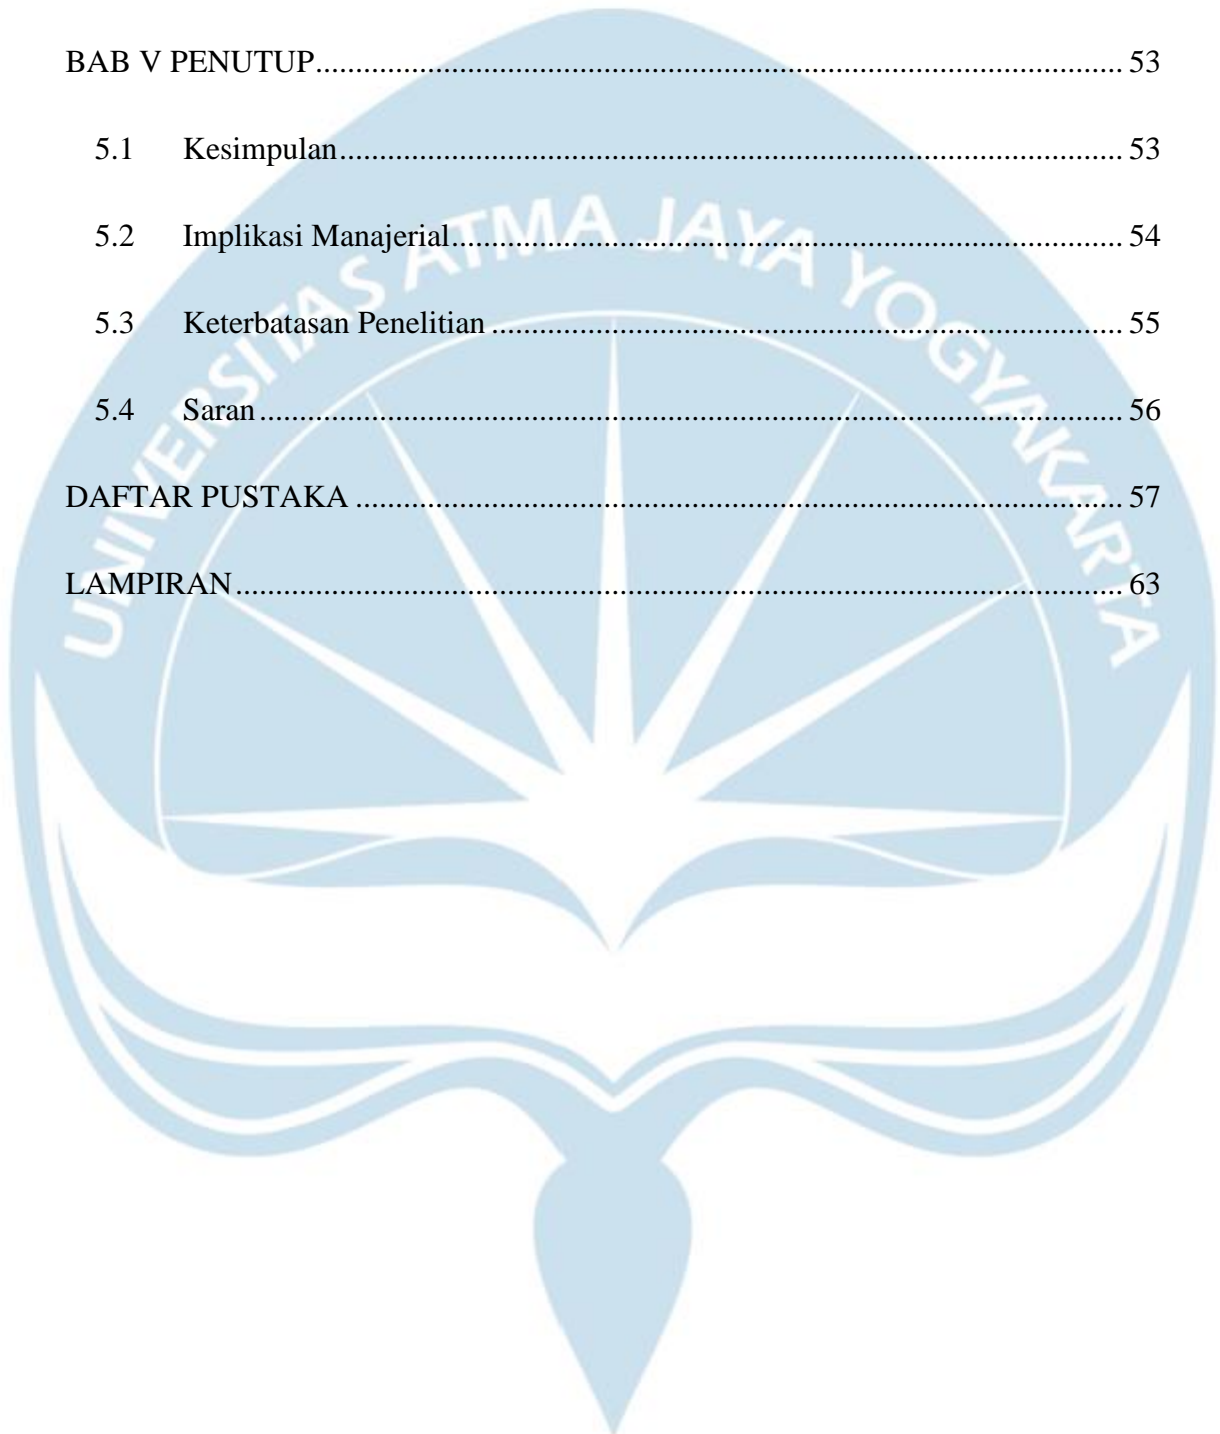 BAB V PENUTUP.................................................................................................... 53
5.1 Kesimpulan................................................................................................ 53
5.2 Implikasi Manajerial.................................................................................. 54
5.3 Keterbatasan Penelitian.............................................................................. 55
5.4 Saran.......................................................................................................... 56
DAFTAR PUSTAKA............................................................................................... 57
LAMPIRAN.............................................................................................................. 63
UNIVERSITAS ATMA JAYA YOGYAKARTA